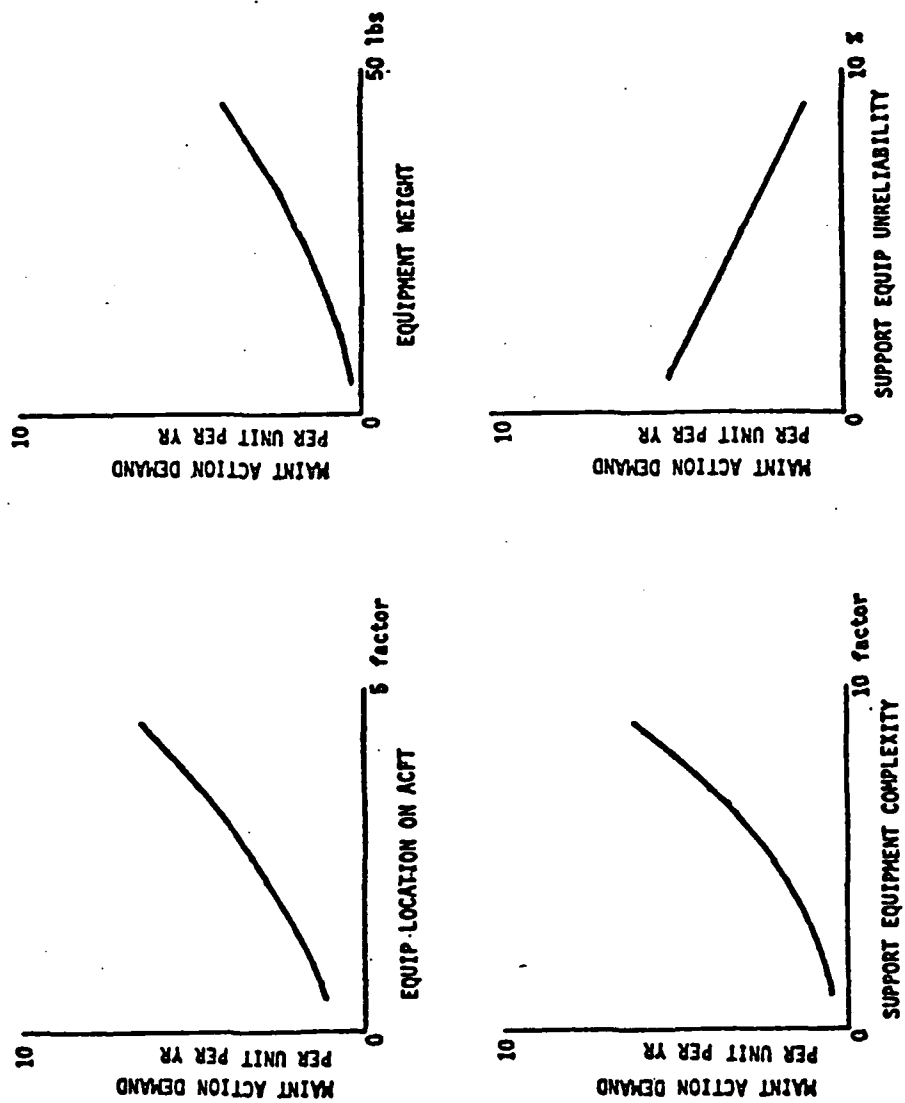 10
MAINT ACTION DEMAND
PER UNIT PER YR
0
5 factor
EQUIP-LOCATION ON ACFT
10
MAINT ACTION DEMAND
PER UNIT PER YR
0
50 lbs
EQUIPMENT WEIGHT
10
MAINT ACTION DEMAND
PER UNIT PER YR
0
10 factor
SUPPORT EQUIPMENT COMPLEXITY
10
MAINT ACTION DEMAND
PER UNIT PER YR
0
10 %
SUPPORT EQUIP UNRELIABILITY